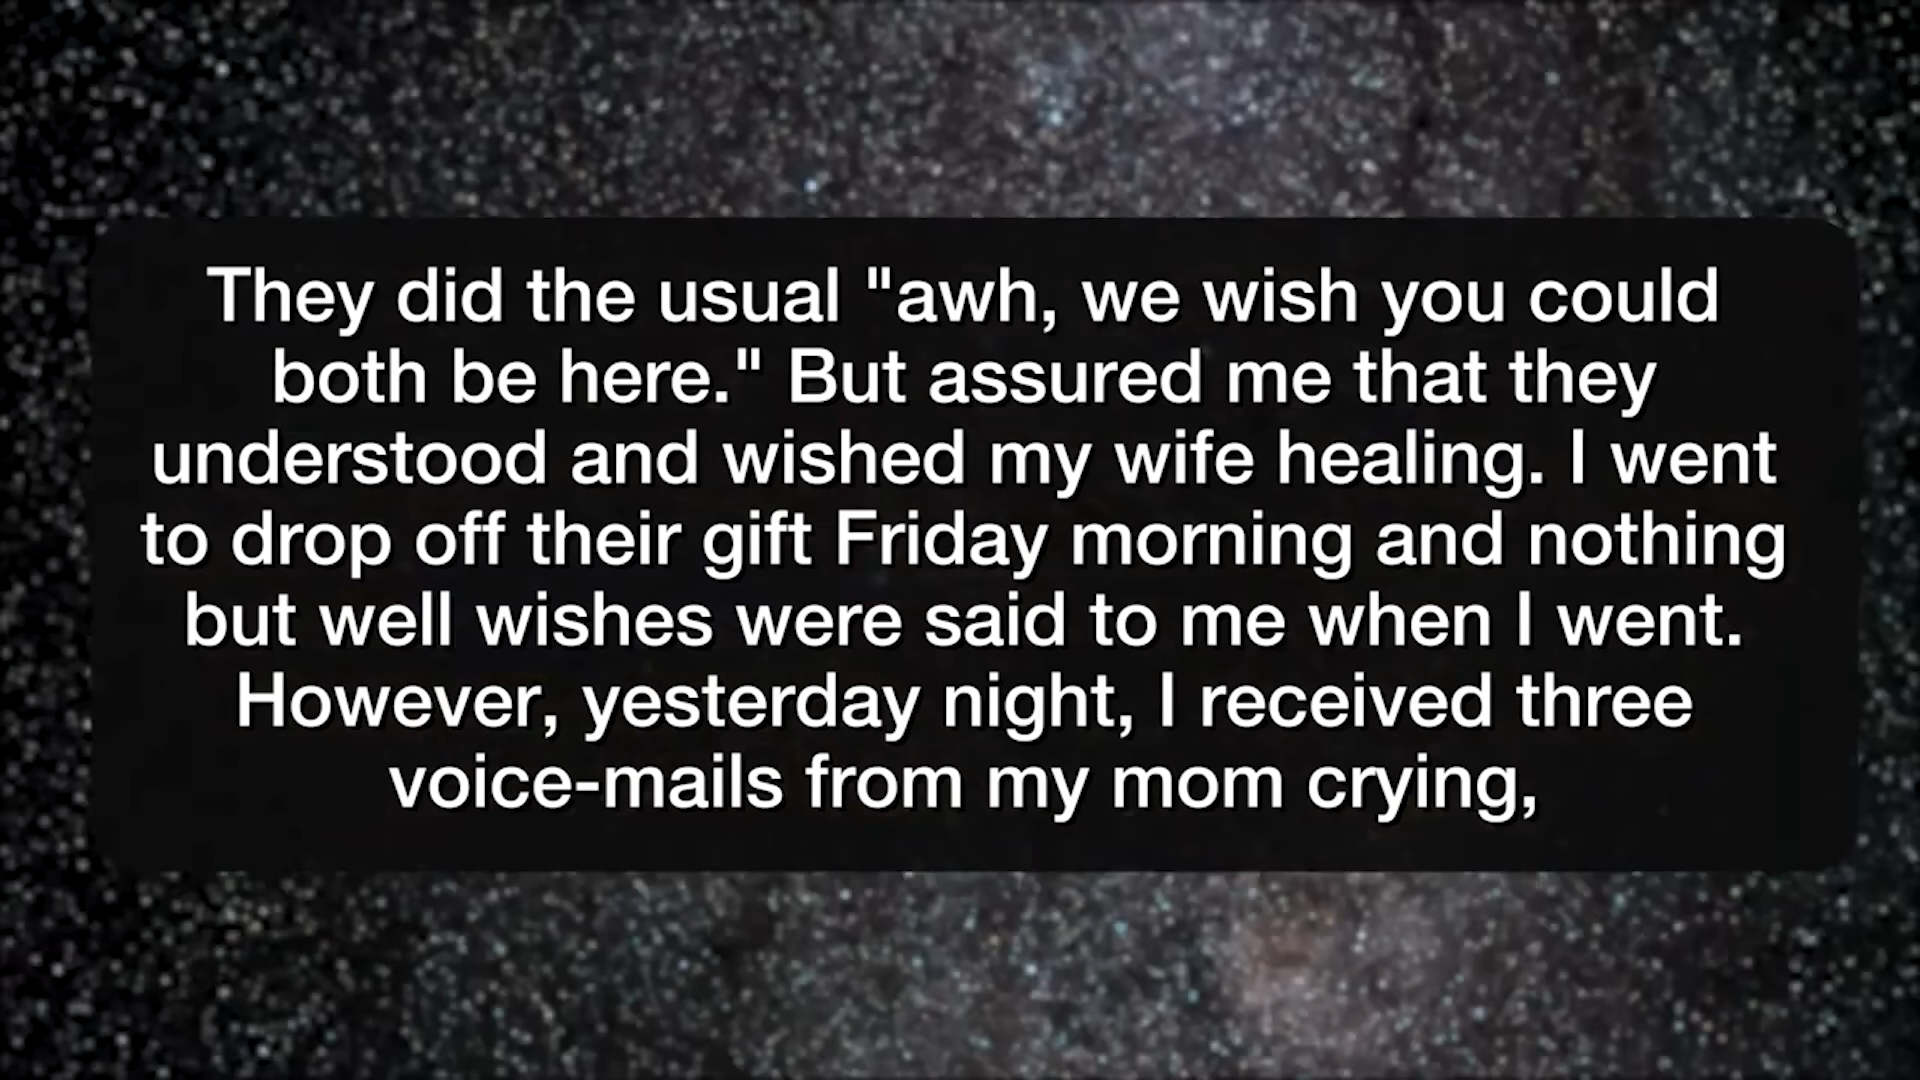 They did the usual "awh, we wish you could
both be here." But assured me that they
understood and wished my wife healing. I went
to drop off their gift Friday morning and nothing
but well wishes were said to me when I went.
However, yesterday night, I received three
voice-mails from my mom crying,